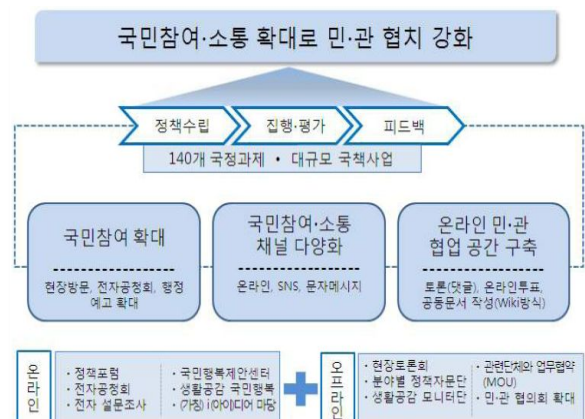 국민참여·소통 확대로 민·관 협치 강화
정책수립
집행·평가
피드백
140개 국정과제 • 대규모 국책사업
국민참여 확대
현장방문, 전자공청회, 행정
예고 확대
국민참여·소통
채널 다양화
온라인, SNS, 문자메시지
온라인 민·관
협업 공간 구축
토론(댓글), 온라인투표,
공동문서 작성(Wiki방식)
온라인
· 정책포럼
· 전자공청회
· 전자 설문조사
· 국민행복제안센터
· 생활공감 국민행복
· (가칭) i(아이디어 마당)
오프라인
· 현장토론회
· 분야별 정책자문단
· 생활공감 모니터단
· 관련단체와 업무협약
(MOU)
· 민·관 협의회 확대